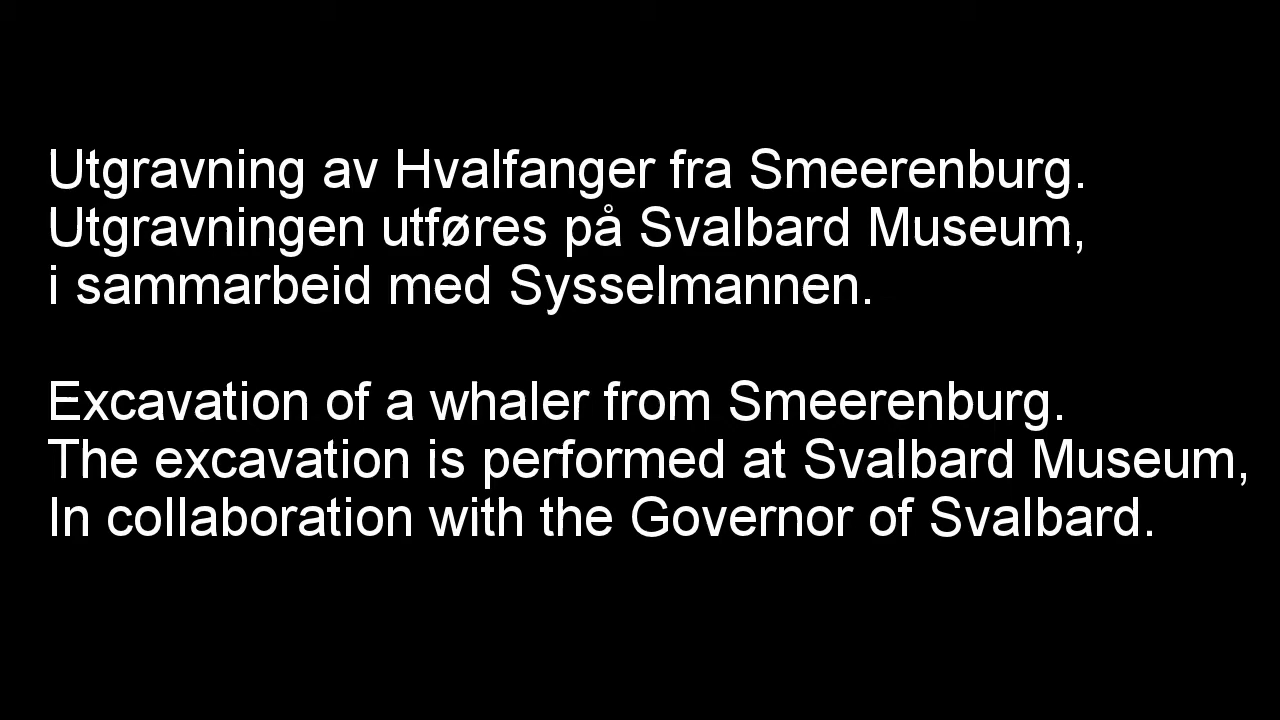 Utgravning av Hvalfanger fra Smeerenburg.
Utgravningen utføres på Svalbard Museum,
i sammarbeid med Sysselmannen.
Excavation of a whaler from Smeerenburg.
The excavation is performed at Svalbard Museum,
In collaboration with the Governor of Svalbard.